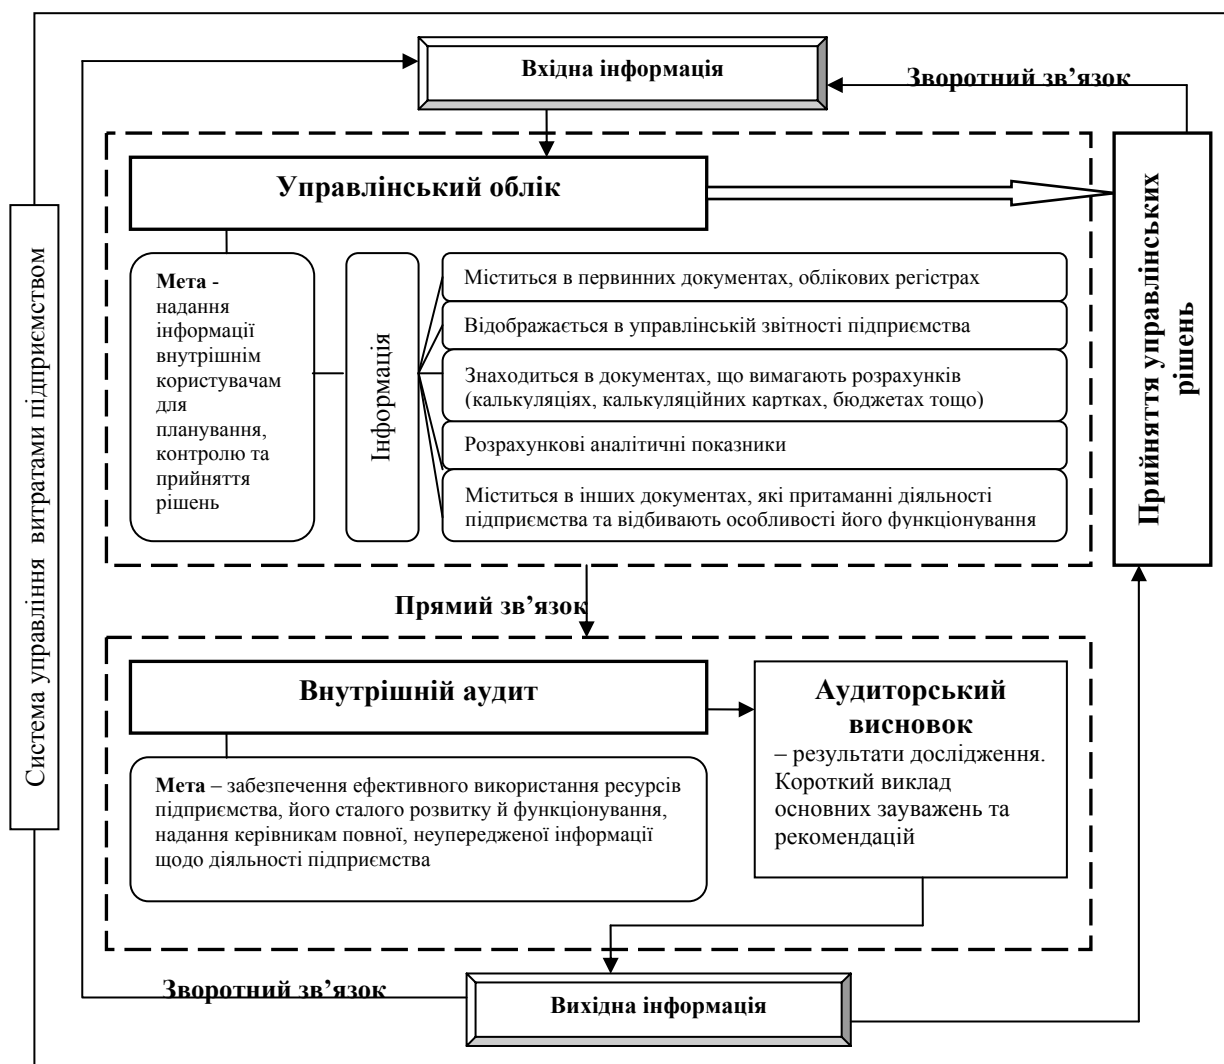 Вхідна інформація
Зворотний зв’язок
Управлінський облік
Прийняття управлінських
рішень
Система управління витратами підприємством
Мета -
надання
інформації
внутрішнім
користувачам
для
планування,
контролю та
прийняття
рішень
Інформація
Міститься в первинних документах, облікових регістрах
Відображається в управлінській звітності підприємства
Знаходиться в документах, що вимагають розрахунків
(калькуляціях, калькуляційних картках, бюджетах тощо)
Розрахункові аналітичні показники
Міститься в інших документах, які притаманні діяльності
підприємства та відбивають особливості його функціонування
Прямий зв’язок
Внутрішній аудит
Мета – забезпечення ефективного використання ресурсів
підприємства, його сталого розвитку й функціонування,
надання керівникам повної, неупередженої інформації
щодо діяльності підприємства
Аудиторський
висновок
– результати дослідження.
Короткий виклад
основних зауважень та
рекомендацій
Зворотний зв’язок
Вихідна інформація